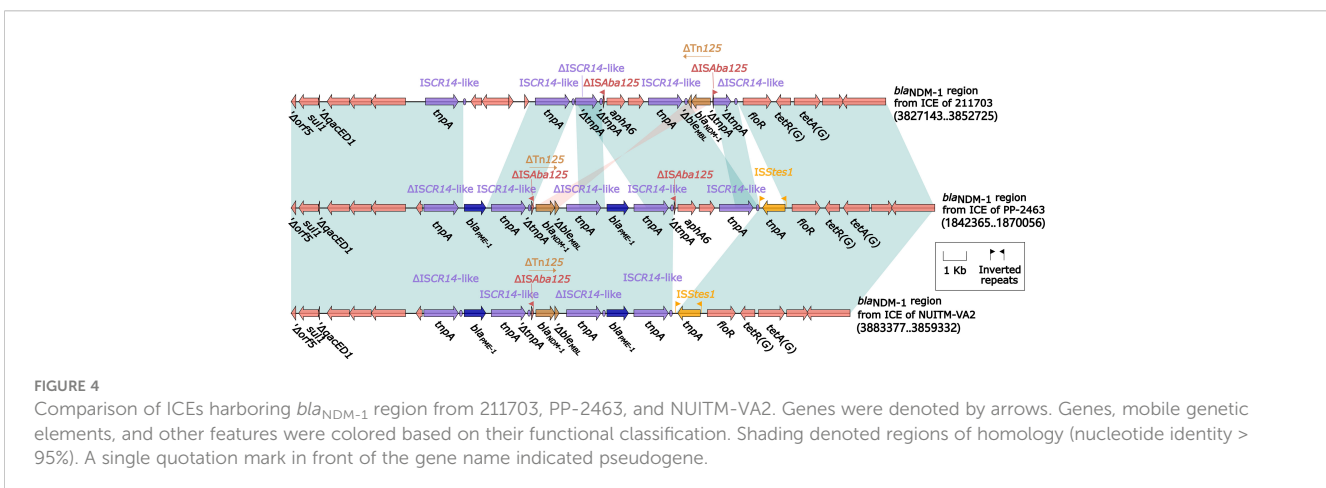 ΔTn125
ΔISCR14-like ΔISAba125
ISCR14-like ISCR14-like ΔISAba125 ISCR14-like ΔISCR14-like
'Δorf5 sul1 'ΔqacED1 tnpA tnpA 'ΔtnpA 'ΔtnpA aphA6 tnpA 'ΔbleMBL blaNDM-1 'ΔtnpA 'ΔtnpA floR tetR(G) tetA(G)
blaNDM-1 region
from ICE of 211703
(3827143..3852725)
ΔTn125
ΔISAba125 ΔISAba125 ISStes1
ΔISCR14-like ISCR14-like ΔISCR14-like ISCR14-like ISCR14-like
'Δorf5 sul1 'ΔqacED1 tnpA blaPME-1 tnpA 'ΔtnpA blaNDM-1 'ΔbleMBL tnpA blaPME-1 tnpA 'ΔtnpA aphA6 tnpA tnpA floR tetR(G) tetA(G)
blaNDM-1 region
from ICE of PP-2463
(1842365..1870056)
1 Kb Inverted
repeats
ΔTn125
ΔISCR14-like ΔISAba125 ISCR14-like
ISCR14-like ΔISCR14-like ISStes1
'Δorf5 sul1 'ΔqacED1 tnpA blaPME-1 tnpA 'ΔtnpA blaNDM-1 'ΔbleMBL tnpA blaPME-1 tnpA tnpA floR tetR(G) tetA(G)
blaNDM-1 region
from ICE of NUITM-VA2
(3883377..3859332)
FIGURE 4
Comparison of ICEs harboring blaNDM-1 region from 211703, PP-2463, and NUITM-VA2. Genes were denoted by arrows. Genes, mobile genetic
elements, and other features were colored based on their functional classification. Shading denoted regions of homology (nucleotide identity >
95%). A single quotation mark in front of the gene name indicated pseudogene.